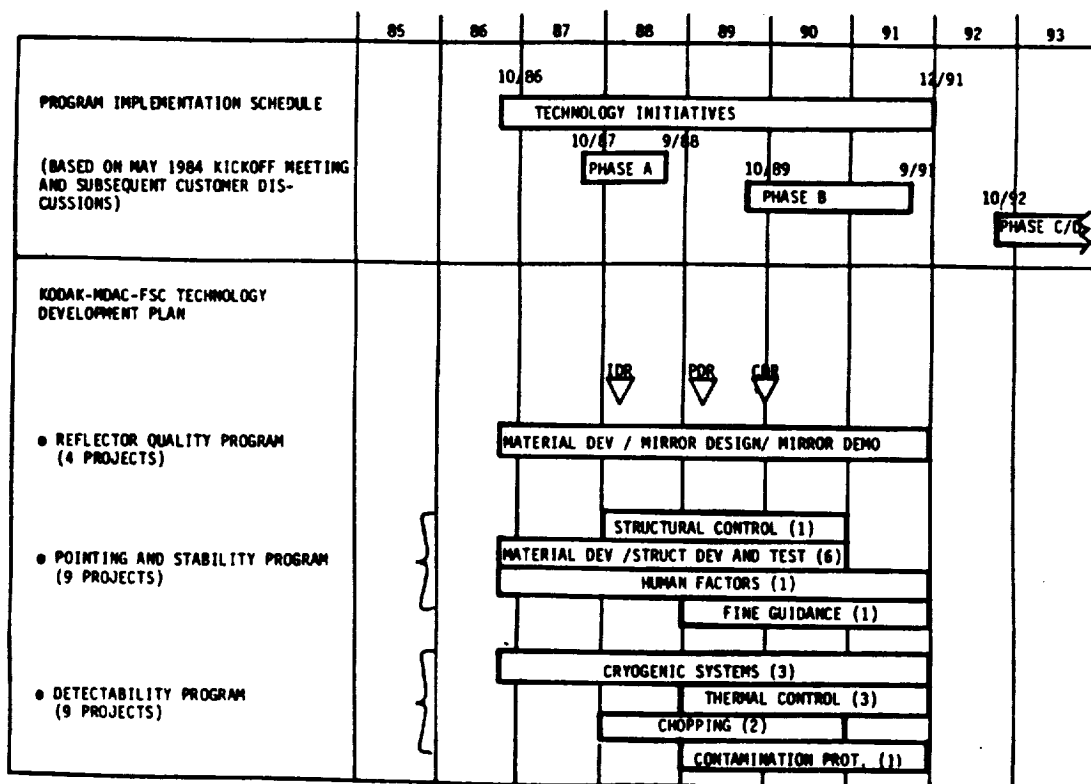 85 86 87 88 89 90 91 92 93
10/86 12/91
PROGRAM IMPLEMENTATION SCHEDULE
TECHNOLOGY INITIATIVES
10/87 9/88
(BASED ON MAY 1984 KICKOFF MEETING
AND SUBSEQUENT CUSTOMER DIS-
CUSSIONS)
PHASE A
10/89 9/91
PHASE B
10/92
PHASE C/D
KODAK-MDAC-FSC TECHNOLOGY
DEVELOPMENT PLAN
IDR PDR CDR
● REFLECTOR QUALITY PROGRAM
(4 PROJECTS)
MATERIAL DEV / MIRROR DESIGN/ MIRROR DEMO
STRUCTURAL CONTROL (1)
● POINTING AND STABILITY PROGRAM
(9 PROJECTS)
MATERIAL DEV /STRUCT DEV AND TEST (6)
HUMAN FACTORS (1)
FINE GUIDANCE (1)
CRYOGENIC SYSTEMS (3)
● DETECTABILITY PROGRAM
(9 PROJECTS)
THERMAL CONTROL (3)
CHOPPING (2)
CONTAMINATION PROT. (1)